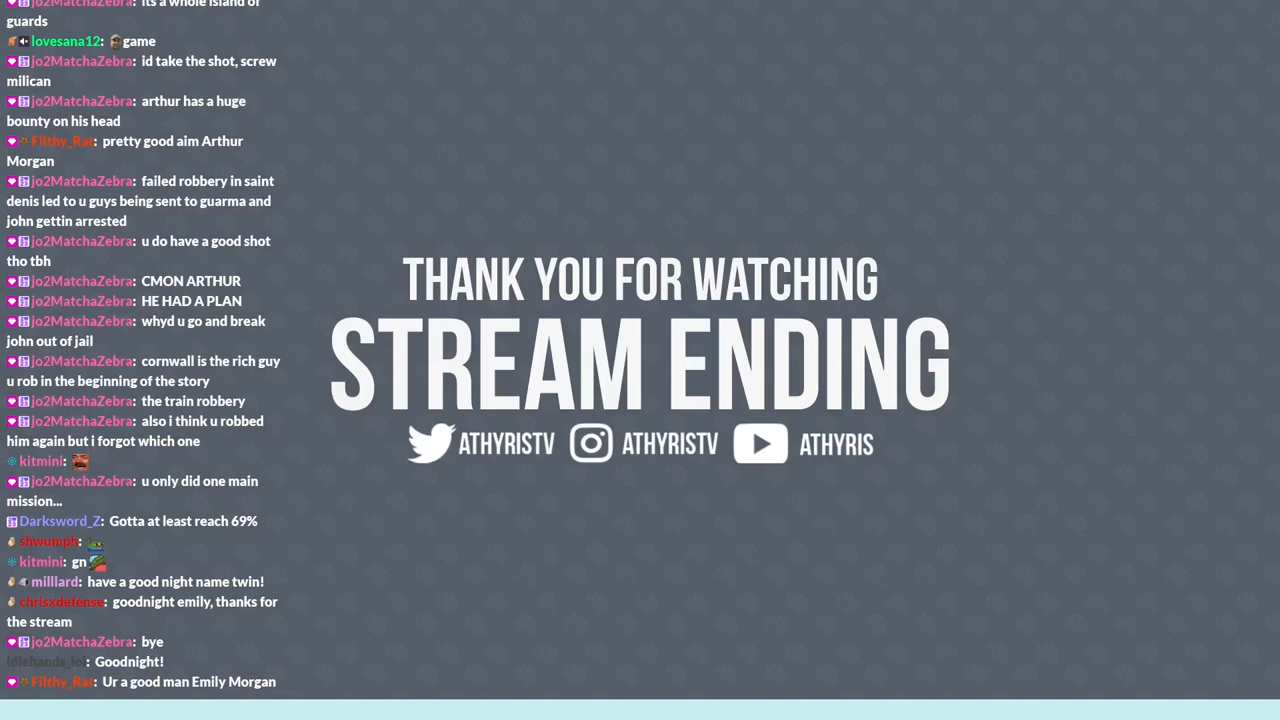 jo2MatchaZebra: its a whole island of
guards
lovesana12: game
jo2MatchaZebra: id take the shot, screw
milican
jo2MatchaZebra: arthur has a huge
bounty on his head
Filthy_Rat: pretty good aim Arthur
Morgan
jo2MatchaZebra: failed robbery in saint
denis led to u guys being sent to guarma and
john gettin arrested
jo2MatchaZebra: u do have a good shot
tho tbh
jo2MatchaZebra: CMON ARTHUR
jo2MatchaZebra: HE HAD A PLAN
jo2MatchaZebra: whyd u go and break
john out of jail
jo2MatchaZebra: cornwall is the rich guy
u rob in the beginning of the story
jo2MatchaZebra: the train robbery
jo2MatchaZebra: also i think u robbed
him again but i forgot which one
kitmini:
jo2MatchaZebra: u only did one main
mission...
Darksword_Z: Gotta at least reach 69%
shwumph:
kitmini: gn
milllard: have a good night name twin!
chrisxdefense: goodnight emily, thanks for
the stream
jo2MatchaZebra: bye
idlehands_lol: Goodnight!
Filthy_Rat: Ur a good man Emily Morgan
THANK YOU FOR WATCHING
STREAM ENDING
ATHYRISTV ATHYRISTV ATHYRIS